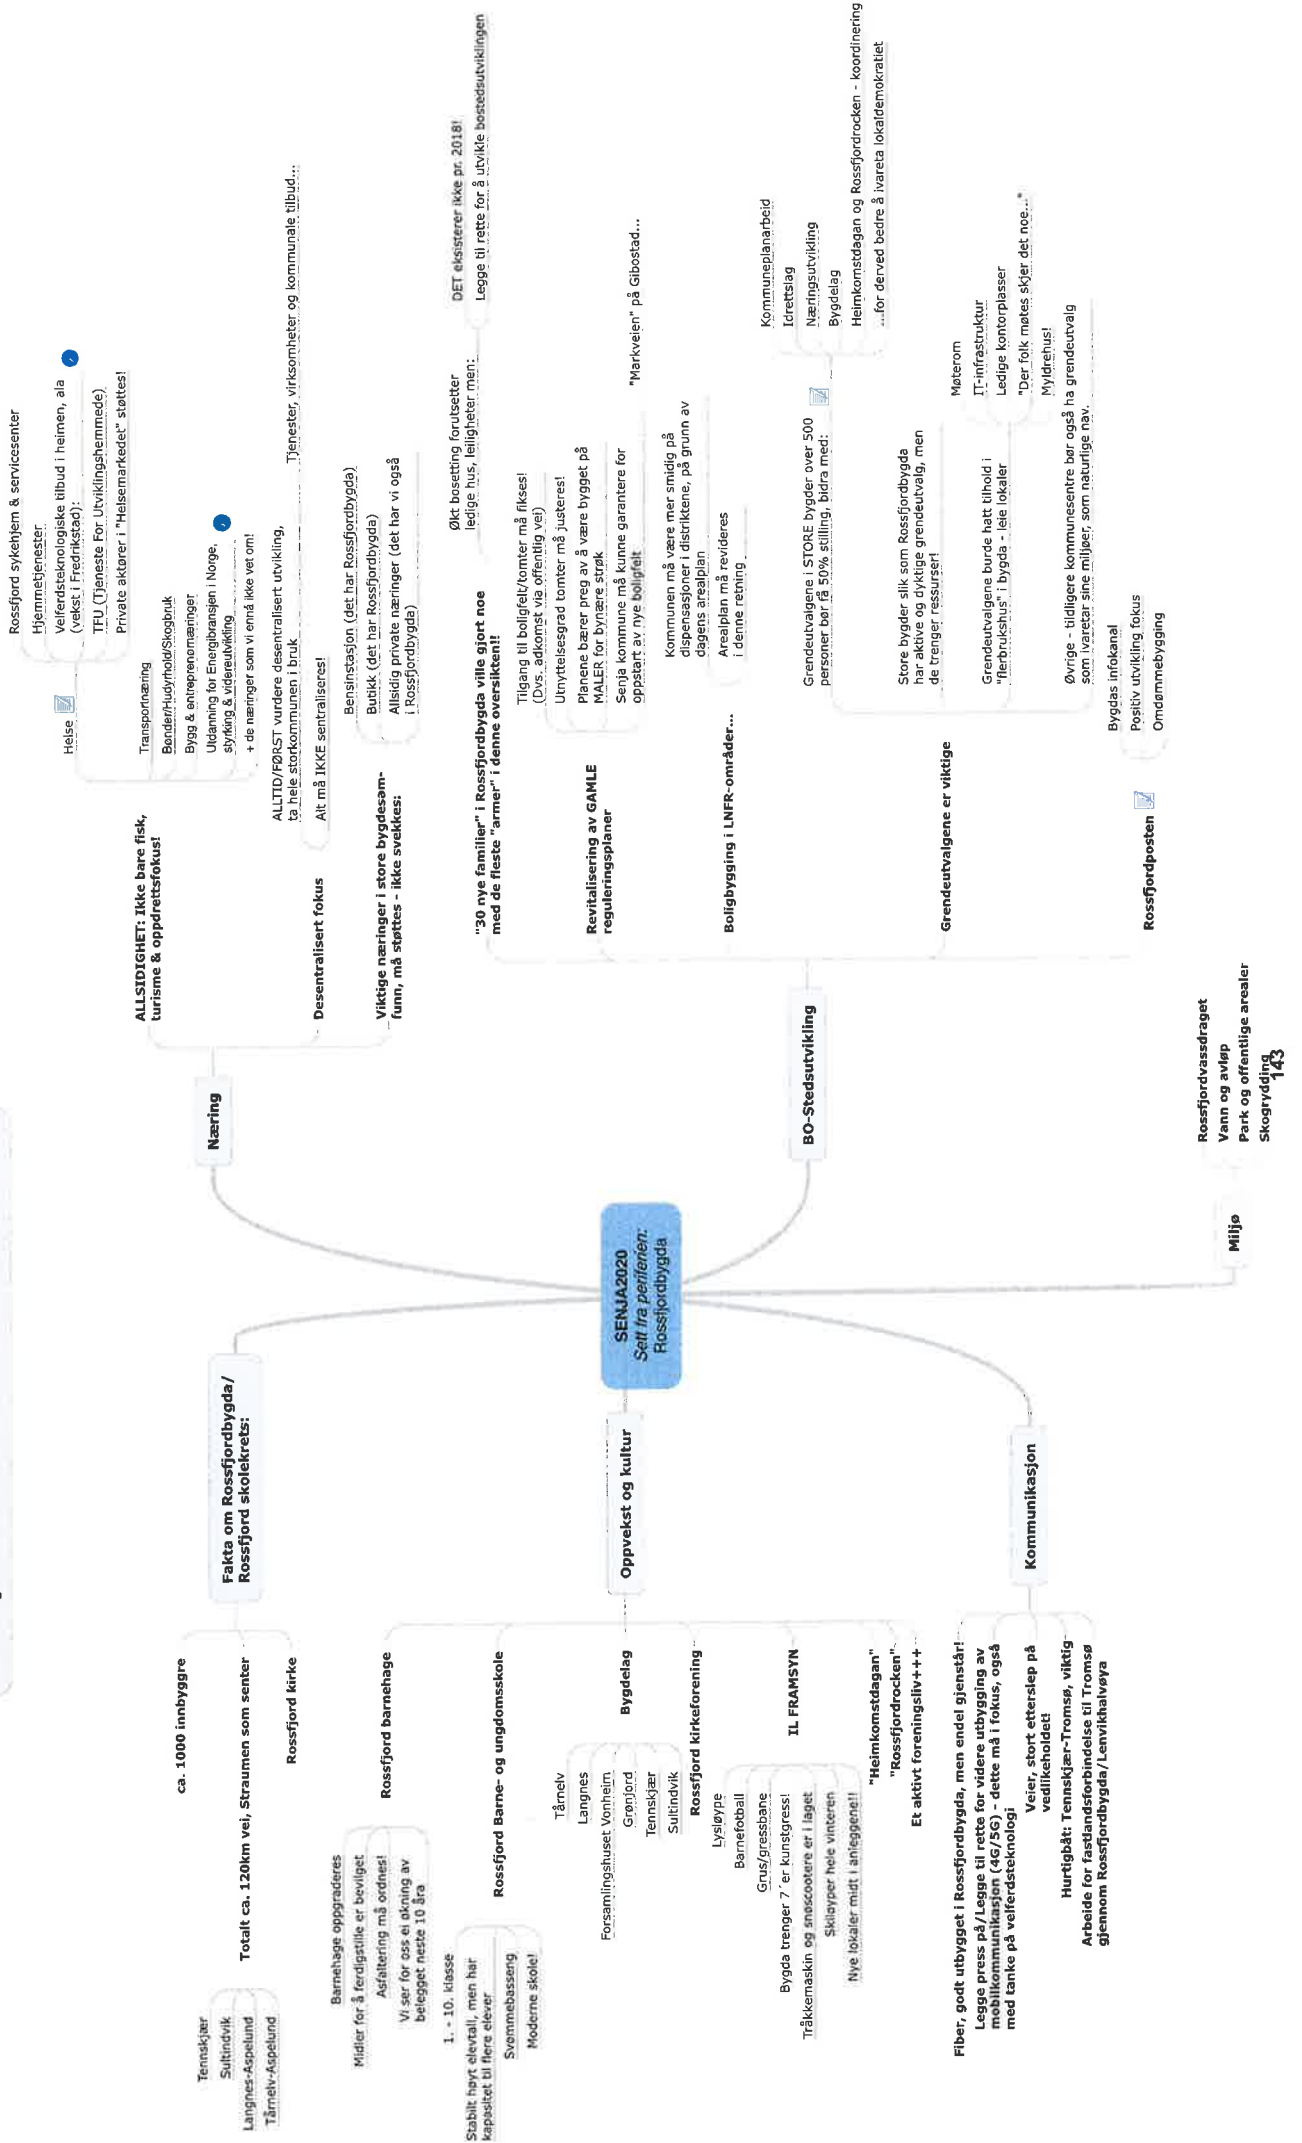 SENJA2020
Sett fra periferien:
Rossfjordbygda
Fakta om Rossfjordbygda/
Rossfjord skolekrets:
ca. 1000 innbyggre
Totalt ca. 120km vei, Straumen som senter
Tennskjær
Sultindvik
Langnes-Aspelund
Tårnelv-Aspelund
Rossfjord kirke
Oppvekst og kultur
Rossfjord barnehage
Barnehage oppgraderes
Midler for å ferdigstille er bevilget
Asfaltering må ordnes!
Vi ser for oss ei økning av
belegget neste 10 åra
Rossfjord Barne- og ungdomsskole
1. - 10. klasse
Stabilt høyt elevtall, men har
kapasitet til flere elever
Svømmebasseng
Moderne skole!
Bygdelag
Tårnelv
Langnes
Forsamlingshuset Vonheim
Grønjord
Tennskjær
Sultindvik
Rossfjord kirkeforening
IL FRAMSYN
Lysløype
Barnefotball
Grus/gressbane
Bygda trenger 7´er kunstgress!
Tråkkemaskin og snøscootere er i laget
Skiløyper hele vinteren
Nye lokaler midt i anleggene!!
"Heimkomstdagan"
"Rossfjordrocken"
Et aktivt foreningsliv+++
Kommunikasjon
Fiber, godt utbygget i Rossfjordbygda, men endel gjenstår!
Legge press på/Legge til rette for videre utbygging av
mobilkommunikasjon (4G/5G) - dette må i fokus, også
med tanke på velferdsteknologi
Veier, stort etterslep på
vedlikeholdet!
Hurtigbåt: Tennskjær-Tromsø, viktig
Arbeide for fastlandsforbindelse til Tromsø
gjennom Rossfjordbygda/Lenvikhalvøya
Næring
ALLSIDIGHET: Ikke bare fisk,
turisme & oppdrettsfokus!
Helse
Rossfjord sykehjem & servicesenter
Hjemmetjenester
Velferdsteknologiske tilbud i heimen, ala
(vekst i Fredrikstad):
TFU (Tjeneste For Utviklingshemmede)
Private aktører i "Helsemarkedet" støttes!
Transportnæring
Bønder/Hudyrhold/Skogbruk
Bygg & entreprenørnæringer
Utdanning for Energibransjen i Norge,
styrking & videreutvikling
+ de næringer som vi ennå ikke vet om!
Desentralisert fokus
ALLTID/FØRST vurdere desentralisert utvikling,
ta hele storkommunen i bruk
Tjenester, virksomheter og kommunale tilbud...
Alt må IKKE sentraliseres!
Viktige næringer i store bygdesam-
funn, må støttes - ikke svekkes:
Bensinstasjon (det har Rossfjordbygda)
Butikk (det har Rossfjordbygda)
Allsidig private næringer (det har vi også
i Rossfjordbygda)
BO-Stedsutvikling
"30 nye familier" i Rossfjordbygda ville gjort noe
med de fleste "armer" i denne oversikten!!
Økt bosetting forutsetter
ledige hus, leiligheter men:
DET eksisterer ikke pr. 2018!
Legge til rette for å utvikle bostedsutviklingen
Revitalisering av GAMLE
reguleringsplaner
Tilgang til boligfelt/tomter må fikses!
(Dvs. adkomst via offentlig vei)
Utnyttelsesgrad tomter må justeres!
Planene bærer preg av å være bygget på
MALER for bynære strøk
Senja kommune må kunne garantere for
oppstart av nye boligfelt
"Markveien" på Gibostad...
Boligbygging i LNFR-områder...
Kommunen må være mer smidig på
dispensasjoner i distriktene, på grunn av
dagens arealplan
Arealplan må revideres
i denne retning
Grendeutvalgene er viktige
Grendeutvalgene i STORE bygder over 500
personer bør få 50% stilling, bidra med:
Kommuneplanarbeid
Idrettslag
Næringsutvikling
Bygdelag
Heimkomstdagan og Rossfjordrocken - koordinering
...for derved bedre å ivareta lokaldemokratiet
Store bygder slik som Rossfjordbygda
har aktive og dyktige grendeutvalg, men
de trenger ressurser!
Grendeutvalgene burde hatt tilhold i
"flerbrukshus" i bygda - leie lokaler
Møterom
IT-infrastruktur
Ledige kontorplasser
"Der folk møtes skjer det noe..."
Myldrehus!
Øvrige - tidligere kommunesentre bør også ha grendeutvalg
som ivaretar sine miljøer, som naturlige nav.
Rossfjordposten
Bygdas infokanal
Positiv utvikling fokus
Omdømmebygging
Miljø
Rossfjordvassdraget
Vann og avløp
Park og offentlige arealer
Skogrydding
143